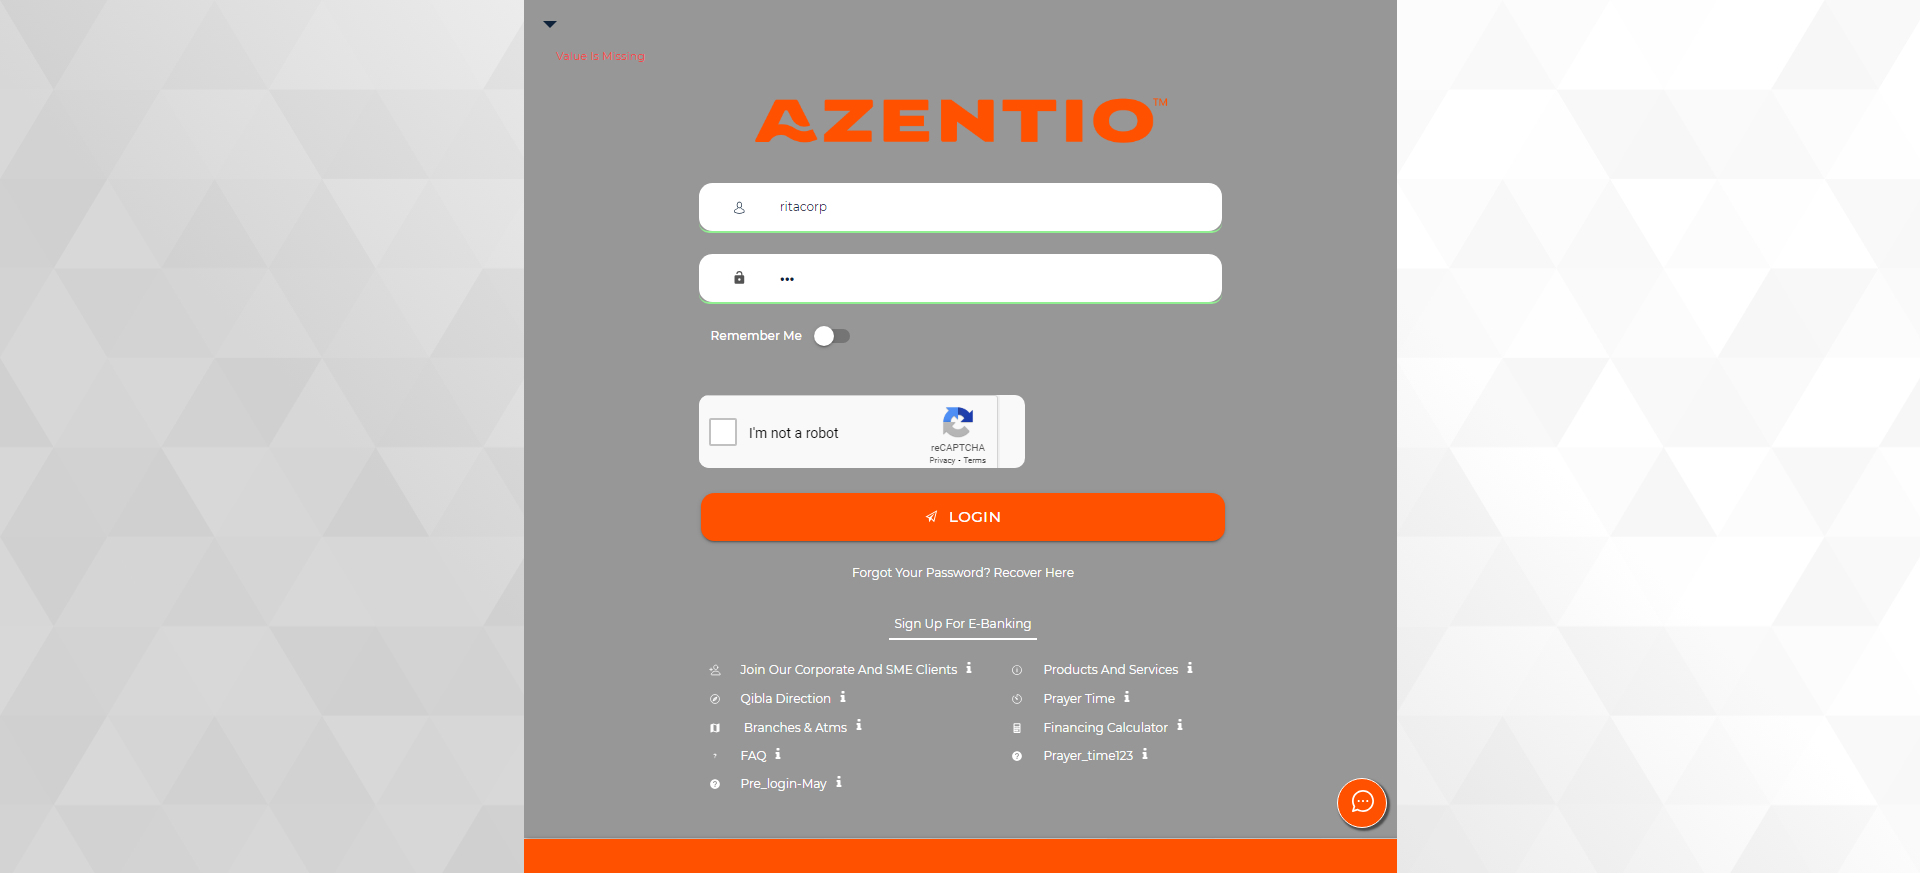 Value Is Missing
AZENTIO™
ritacorp
•••
Remember Me
I'm not a robot
reCAPTCHA
Privacy - Terms
LOGIN
Forgot Your Password? Recover Here
Sign Up For E-Banking
Join Our Corporate And SME Clients
Products And Services
Qibla Direction
Prayer Time
Branches & Atms
Financing Calculator
FAQ
Prayer_time123
Pre_login-May